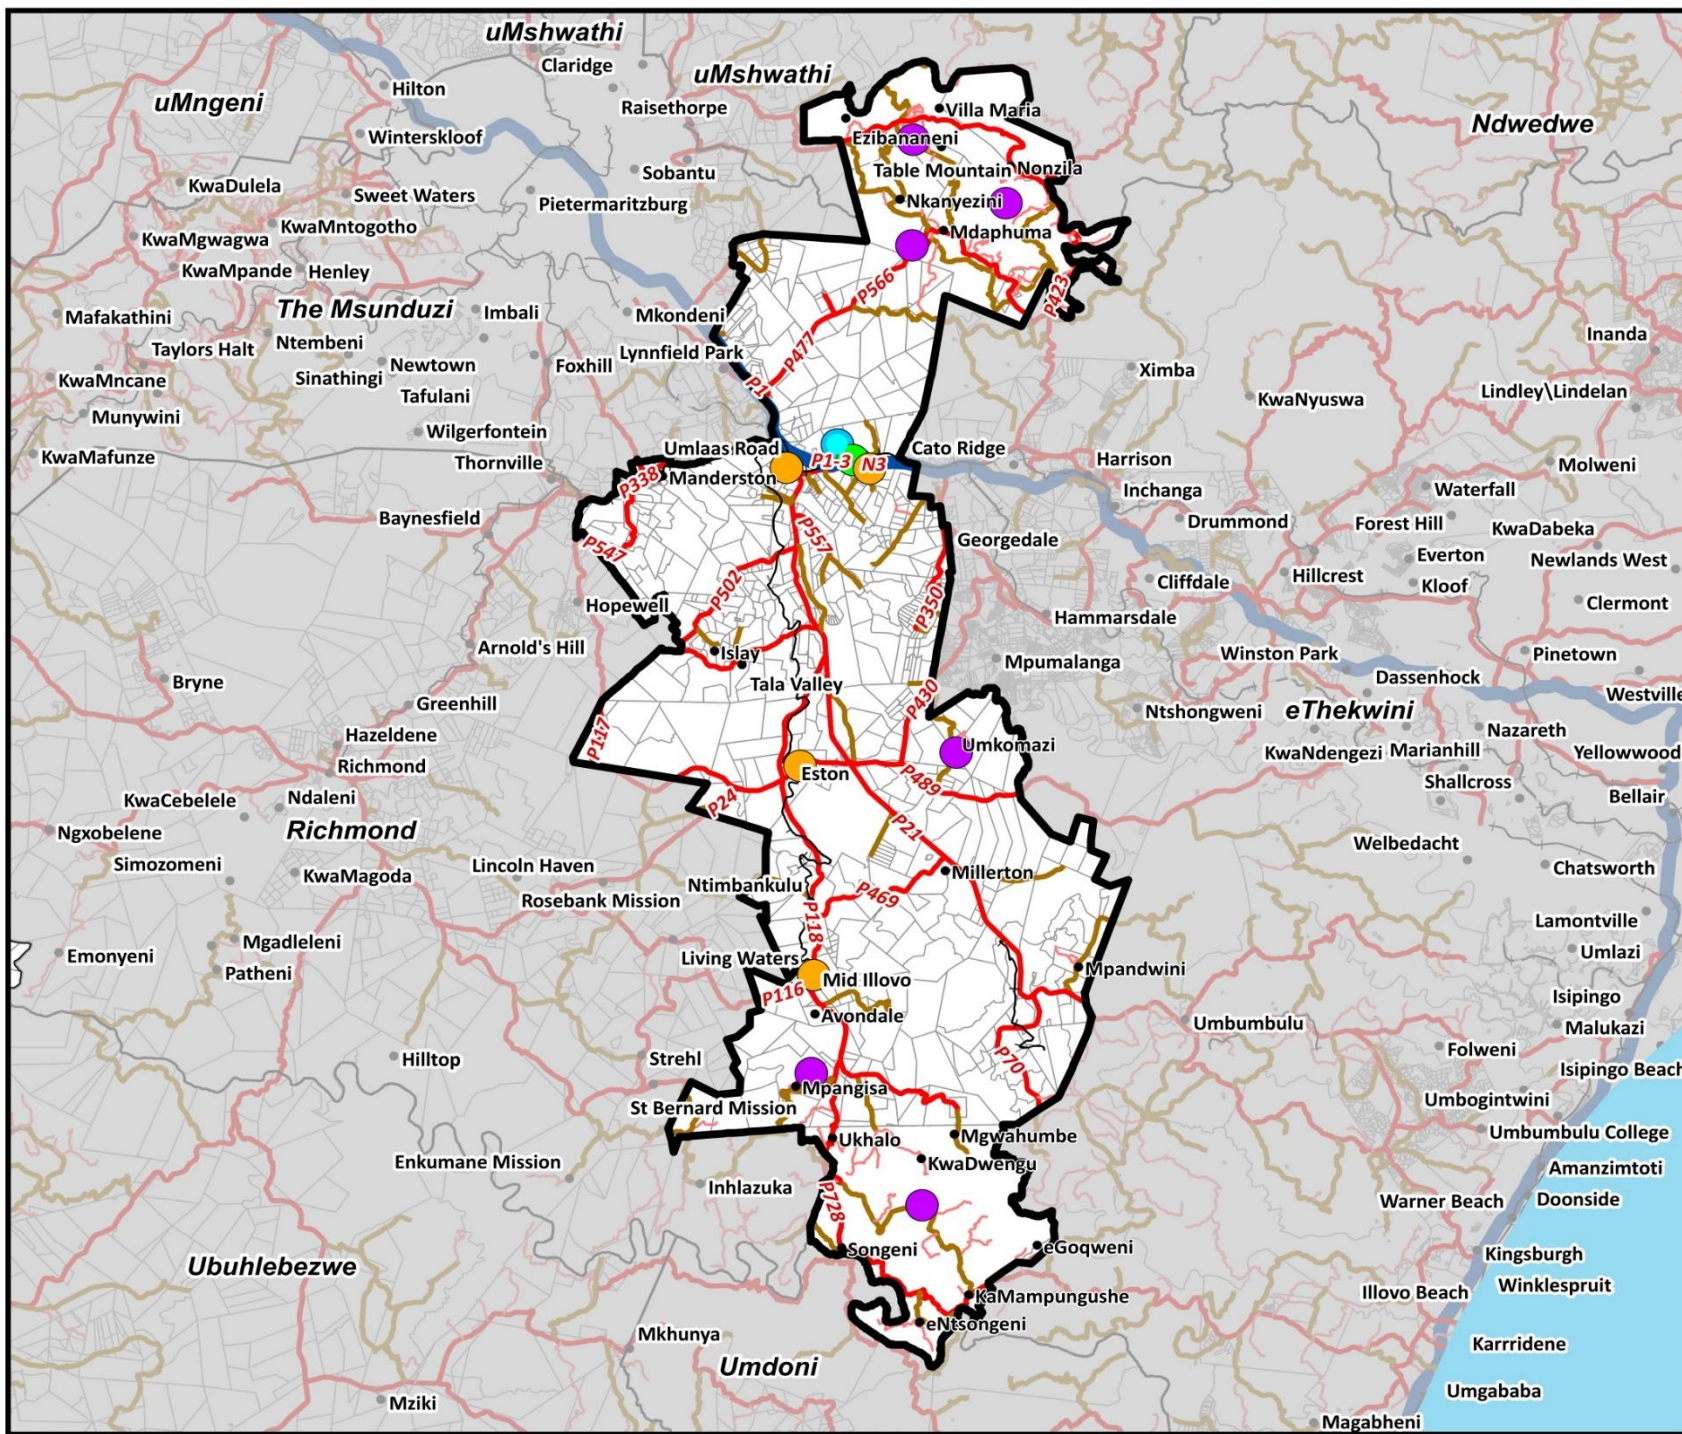 uMshwathi
Claridge
uMshwathi
Hilton
uMngeni
Raisethorpe
Villa Maria
Ndwedwe
Winterskloof
Ezibananeni
Sobantu
Table Mountain
Nonzila
KwaDulela
Sweet Waters
Pietermaritzburg
Nkanyezini
KwaMntogotho
KwaMgwagwa
Mdaphuma
KwaMpande
Henley
P566
P423
The Msunduzi
Imbali
Mkondeni
Mafakathini
Inanda
Ntembeni
Taylors Halt
P477
Lynnfield Park
Newtown
Foxhill
Ximba
KwaMncane
Sinathingi
P1
Lindley\Lindelan
Tafulani
KwaNyuswa
Munywini
Wilgerfontein
Umlaas Road
Cato Ridge
KwaMafunze
Thornville
P1-3
N3
Harrison
Molweni
P338
Manderston
Inchanga
Waterfall
Baynesfield
Drummond
Forest Hill
KwaDabeka
P557
Georgedale
P547
Everton
Newlands West
Cliffdale
Hillcrest
Kloof
P502
P350
Hopewell
Hammarsdale
Clermont
Arnold's Hill
Islay
Mpumalanga
Winston Park
Pinetown
Bryne
Tala Valley
Dassenhock
Westville
Greenhill
P430
Ntshongweni
eThekwini
P117
Hazeldene
Umkomazi
Nazareth
KwaNdengezi
Marianhill
Yellowwood
Richmond
Eston
P489
Shallcross
KwaCebelele
Ndaleni
P24
Bellair
Ngxobelene
Richmond
P21
Welbedacht
Simozomeni
Lincoln Haven
Chatsworth
KwaMagoda
Ntimbankulu
Millerton
Rosebank Mission
P469
P118
Lamontville
Mgadleleni
Emonyeni
Living Waters
Umlazi
Patheni
Mid Illovo
Mpandwini
P116
Isipingo
Avondale
Umbumbulu
Malukazi
Hilltop
Strehl
P70
Folweni
Isipingo Beach
Mpangisa
Umbogintwini
St Bernard Mission
Ukhalo
Mgwahumbe
Umbumbulu College
Enkumane Mission
KwaDwengu
Amanzimtoti
Inhlazuka
P728
Warner Beach
Doonside
Songeni
eGoqweni
Kingsburgh
Ubuhlebezwe
Illovo Beach
Winklespruit
KaMampungushe
eNtsongeni
Mkhunya
Karrridene
Umdoni
Umgababa
Mziki
Magabheni